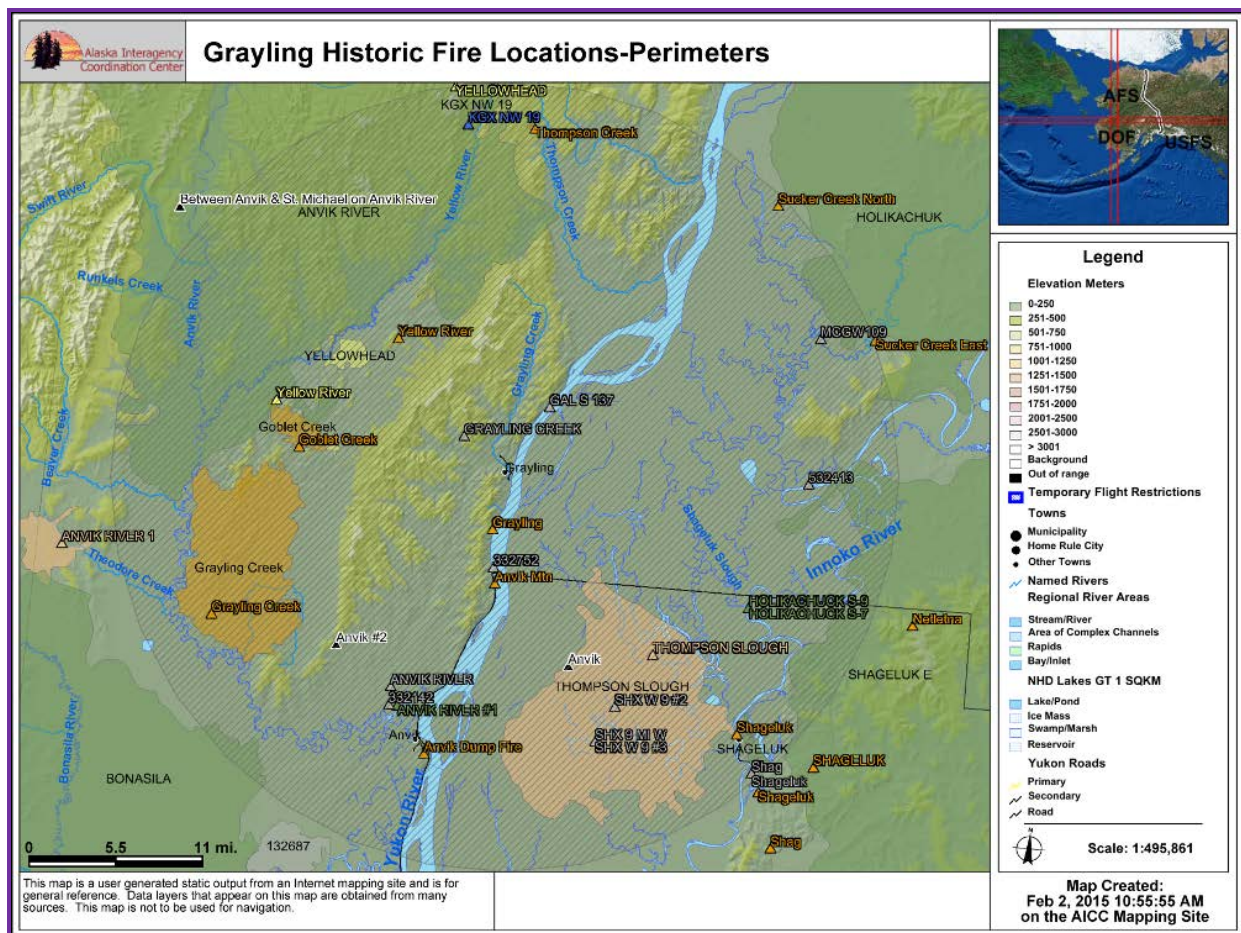 Alaska Interagency
Coordination Center
Grayling Historic Fire Locations-Perimeters
YELLOWHEAD
KGX NW 19
KGX NW 19
Thompson Creek
Swift River
Between Anvik & St. Michael on Anvik River
ANVIK RIVER
Yellow River
Thompson Creek
Sucker Creek North
HOLIKACHUK
Runkels Creek
Anvik River
Yellow River
YELLOWHEAD
Grayling Creek
MCGW109
Sucker Creek East
Yellow River
GAL S 137
Goblet Creek
GRAYLING CREEK
Goblet Creek
Beaver Creek
Grayling
532413
Shageluk Slough
Grayling
ANVIK RIVER 1
Innoko River
Theodore Creek
Grayling Creek
332752
Anvik Mtn
HOLIKACHUCK S-9
HOLIKACHUCK S-7
Grayling Creek
Nelletna
Anvik #2
THOMPSON SLOUGH
Anvik
ANVIK RIVER
THOMPSON SLOUGH
SHAGELUK E
332142
ANVIK RIVER #1
SHX W 9 #2
Bonasila River
Anvik
Anvik Dump Fire
SHX 9 MI W
SHX W 9 #3
Shageluk
SHAGELUK
BONASILA
Shag
SHAGELUK
Shageluk
Shageluk
Yukon River
132687
Shag
0 5.5 11 mi.
This map is a user generated static output from an Internet mapping site and is for
general reference. Data layers that appear on this map are obtained from many
sources. This map is not to be used for navigation.
AFS
DOF
USFS
Legend
Elevation Meters
0-250
251-500
501-750
751-1000
1001-1250
1251-1500
1501-1750
1751-2000
2001-2500
2501-3000
> 3001
Background
Out of range
Temporary Flight Restrictions
Towns
Municipality
Home Rule City
Other Towns
Named Rivers
Regional River Areas
Stream/River
Area of Complex Channels
Rapids
Bay/Inlet
NHD Lakes GT 1 SQKM
Lake/Pond
Ice Mass
Swamp/Marsh
Reservoir
Yukon Roads
Primary
Secondary
Road
Scale: 1:495,861
Map Created:
Feb 2, 2015 10:55:55 AM
on the AICC Mapping Site